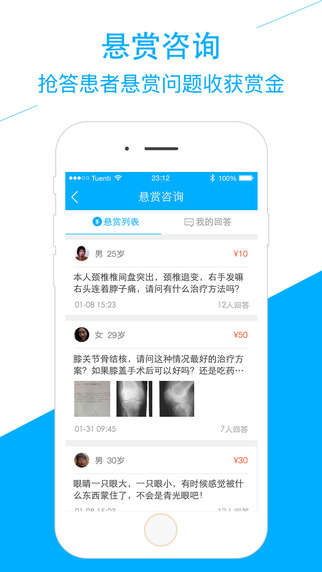 悬赏咨询
抢答患者悬赏问题收获赏金
Tuenti
23:12
悬赏咨询
悬赏列表
我的回答
男 25岁
¥10
本人颈椎椎间盘突出，颈椎退变，右手发嘛
右头连着脖子痛，请问有什么治疗方法吗？
01-08 15:23
12人回答
女 29岁
¥50
膝关节骨结核，请问这种情况最好的治疗方
案？如果膝盖手术后可以好吗？还是吃药…
01-31 09:45
7人回答
男 30岁
¥30
眼睛一只眼大，一只眼小，有时候感觉被什
么东西蒙住了，不会是青光眼吧！
01-08 15:23
12人回答